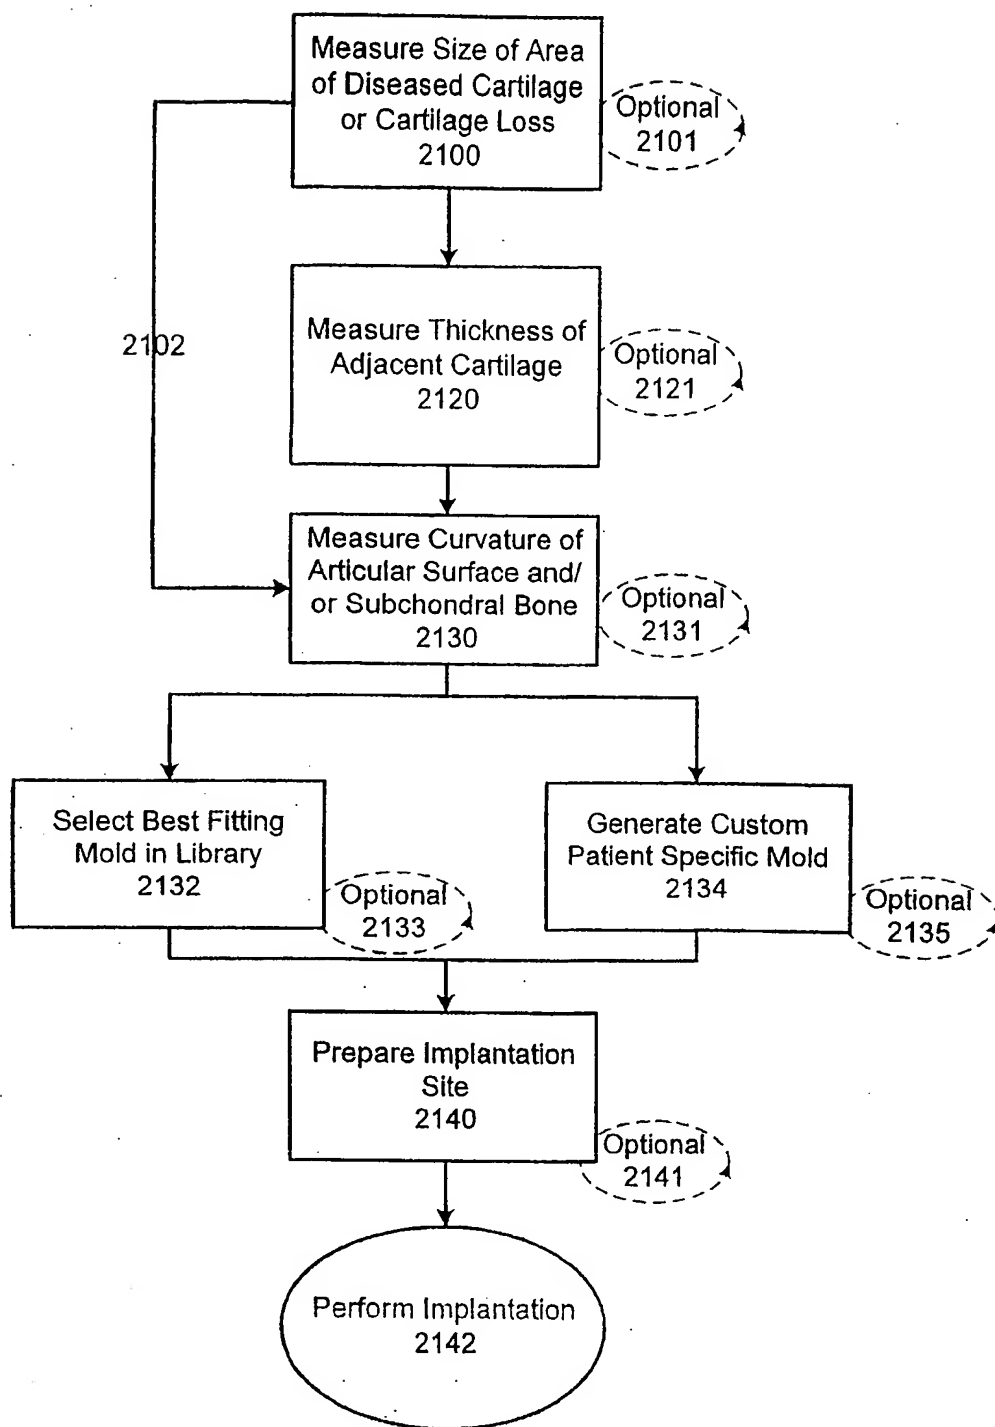 Measure Size of Area
of Diseased Cartilage
or Cartilage Loss
2100
Optional
2101
2102
Measure Thickness of
Adjacent Cartilage
2120
Optional
2121
Measure Curvature of
Articular Surface and/
or Subchondral Bone
2130
Optional
2131
Select Best Fitting
Mold in Library
2132
Optional
2133
Generate Custom
Patient Specific Mold
2134
Optional
2135
Prepare Implantation
Site
2140
Optional
2141
Perform Implantation
2142